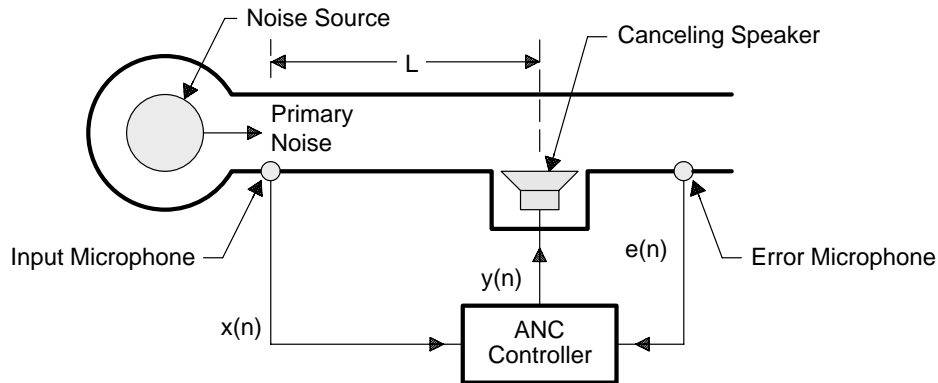 Noise Source
Canceling Speaker
L
Primary
Noise
Input Microphone
e(n)
Error Microphone
y(n)
x(n)
ANC
Controller